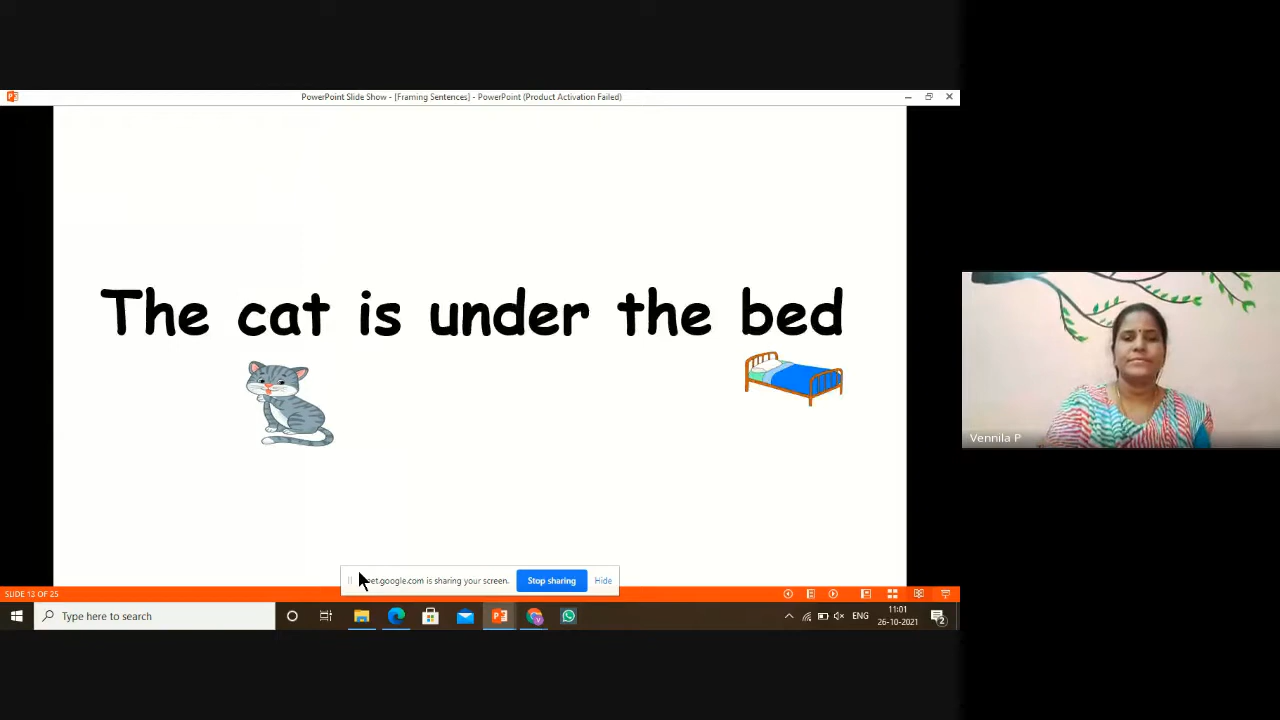 PowerPoint Slide Show - [Framing Sentences] - PowerPoint (Product Activation Failed)
The cat is under the bed
Vennila P
.google.com is sharing your screen.
Stop sharing
Hide
SLIDE 13 OF 25
Type here to search
ENG
11:01
26-10-2021
2